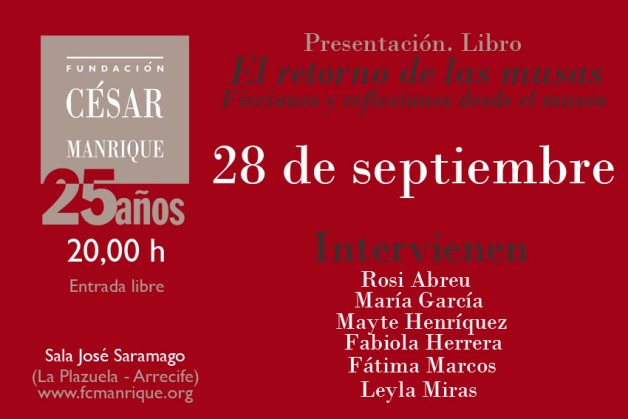 FUNDACIÓN
CÉSAR
MANRIQUE
25 años
20,00 h
Entrada libre
Sala José Saramago
(La Plazuela - Arrecife)
www.fcmanrique.org
Presentación. Libro
El retorno de las musas
Ficciones y reflexiones desde el museo
28 de septiembre
Intervienen
Rosi Abreu
María García
Mayte Henríquez
Fabiola Herrera
Fátima Marcos
Leyla Miras